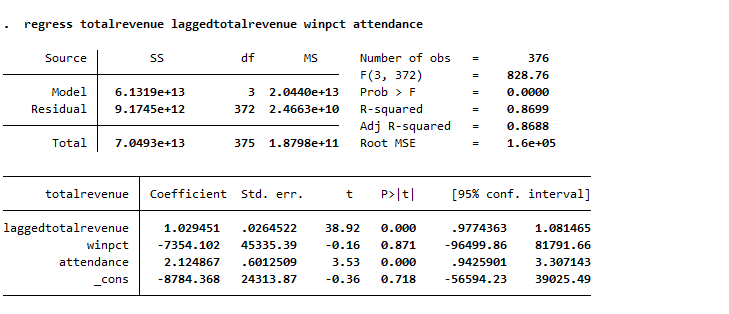 . regress totalrevenue laggedtotalrevenue winpct attendance
Source SS df MS Number of obs = 376
F(3, 372) = 828.76
Model 6.1319e+13 3 2.0440e+13 Prob > F = 0.0000
Residual 9.1745e+12 372 2.4663e+10 R-squared = 0.8699
Adj R-squared = 0.8688
Total 7.0493e+13 375 1.8798e+11 Root MSE = 1.6e+05
totalrevenue Coefficient Std. err. t P>|t| [95% conf. interval]
laggedtotalrevenue 1.029451 .0264522 38.92 0.000 .9774363 1.081465
winpct -7354.102 45335.39 -0.16 0.871 -96499.86 81791.66
attendance 2.124867 .6012509 3.53 0.000 .9425901 3.307143
_cons -8784.368 24313.87 -0.36 0.718 -56594.23 39025.49